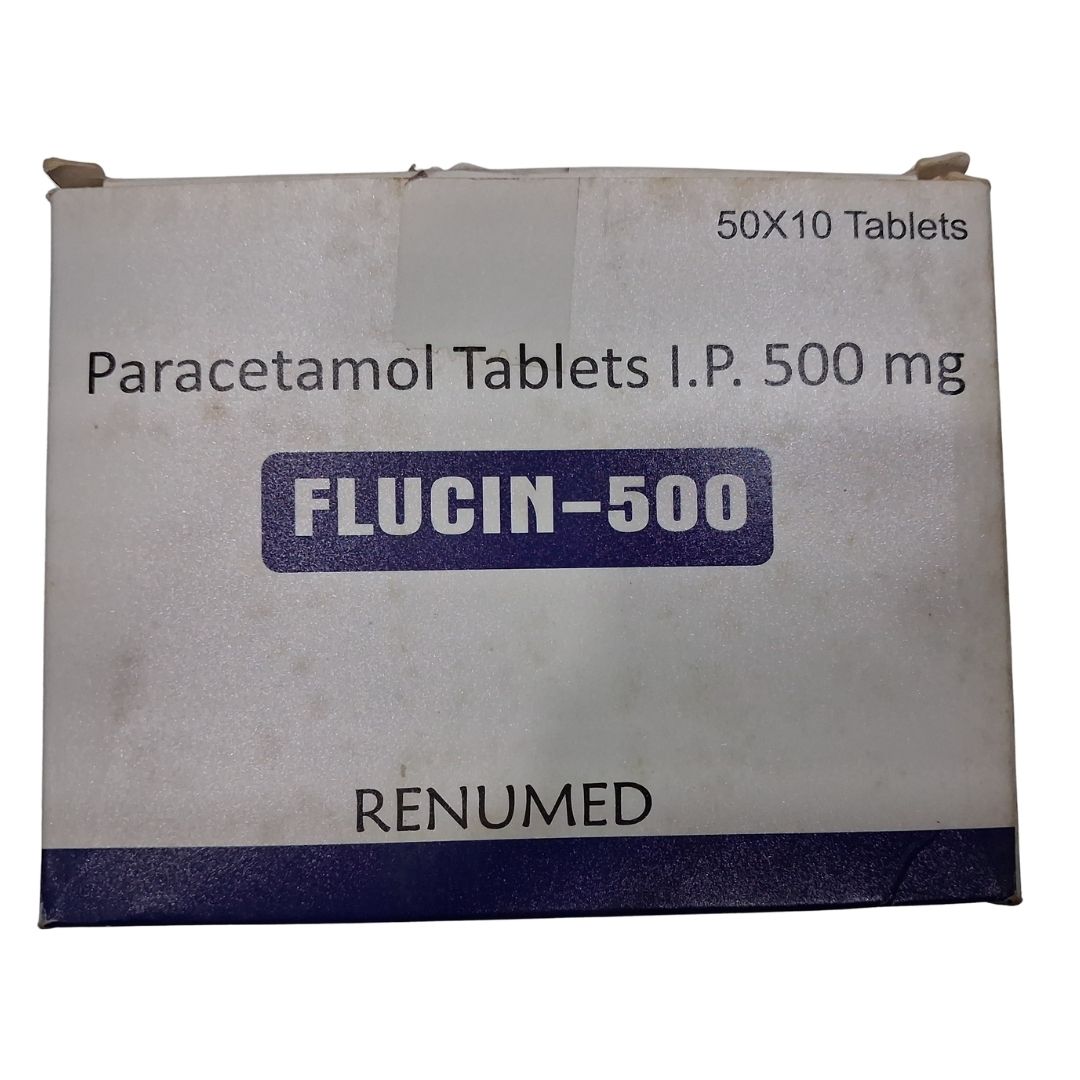 50X10 Tablets
Paracetamol Tablets I.P. 500 mg
FLUCIN-500
RENUMED